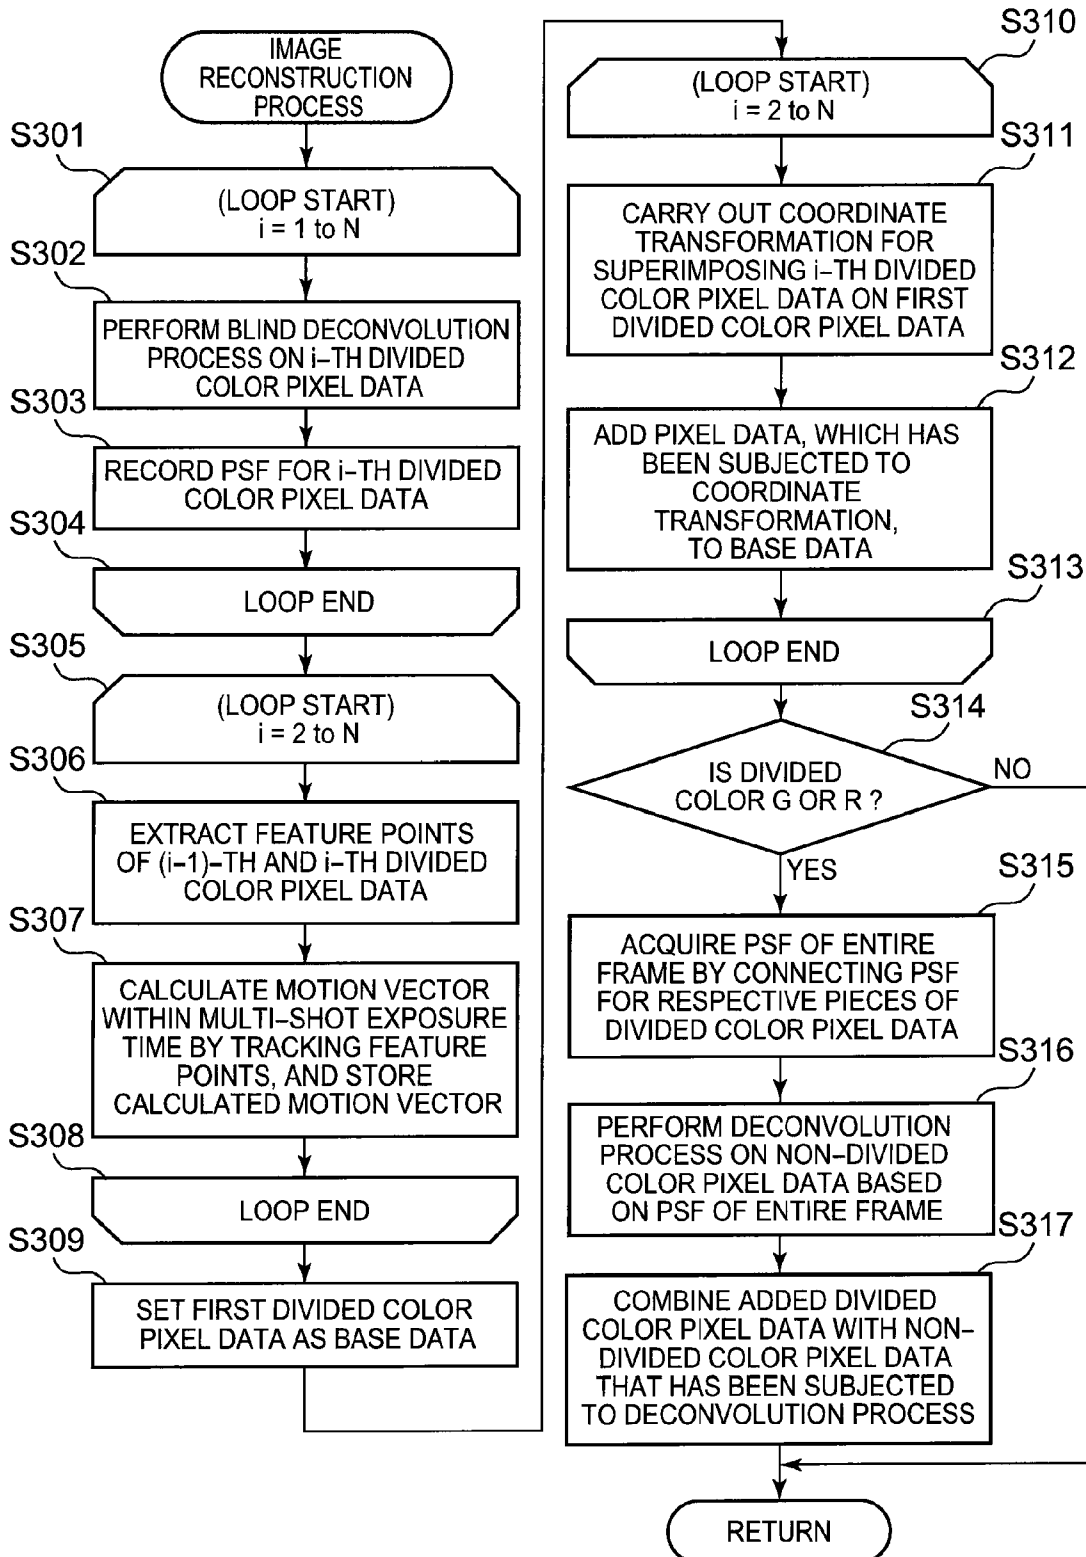 IMAGE
RECONSTRUCTION
PROCESS
S301
(LOOP START)
i = 1 to N
S302
PERFORM BLIND DECONVOLUTION
PROCESS ON i-TH DIVIDED
COLOR PIXEL DATA
S303
RECORD PSF FOR i-TH DIVIDED
COLOR PIXEL DATA
S304
LOOP END
S305
(LOOP START)
i = 2 to N
S306
EXTRACT FEATURE POINTS
OF (i-1)-TH AND i-TH DIVIDED
COLOR PIXEL DATA
S307
CALCULATE MOTION VECTOR
WITHIN MULTI-SHOT EXPOSURE
TIME BY TRACKING FEATURE
POINTS, AND STORE
CALCULATED MOTION VECTOR
S308
LOOP END
S309
SET FIRST DIVIDED COLOR
PIXEL DATA AS BASE DATA
S310
(LOOP START)
i = 2 to N
S311
CARRY OUT COORDINATE
TRANSFORMATION FOR
SUPERIMPOSING i-TH DIVIDED
COLOR PIXEL DATA ON FIRST
DIVIDED COLOR PIXEL DATA
S312
ADD PIXEL DATA, WHICH HAS
BEEN SUBJECTED TO
COORDINATE
TRANSFORMATION,
TO BASE DATA
S313
LOOP END
S314
IS DIVIDED
COLOR G OR R ?
NO
YES
S315
ACQUIRE PSF OF ENTIRE
FRAME BY CONNECTING PSF
FOR RESPECTIVE PIECES OF
DIVIDED COLOR PIXEL DATA
S316
PERFORM DECONVOLUTION
PROCESS ON NON-DIVIDED
COLOR PIXEL DATA BASED
ON PSF OF ENTIRE FRAME
S317
COMBINE ADDED DIVIDED
COLOR PIXEL DATA WITH NON-
DIVIDED COLOR PIXEL DATA
THAT HAS BEEN SUBJECTED
TO DECONVOLUTION PROCESS
RETURN